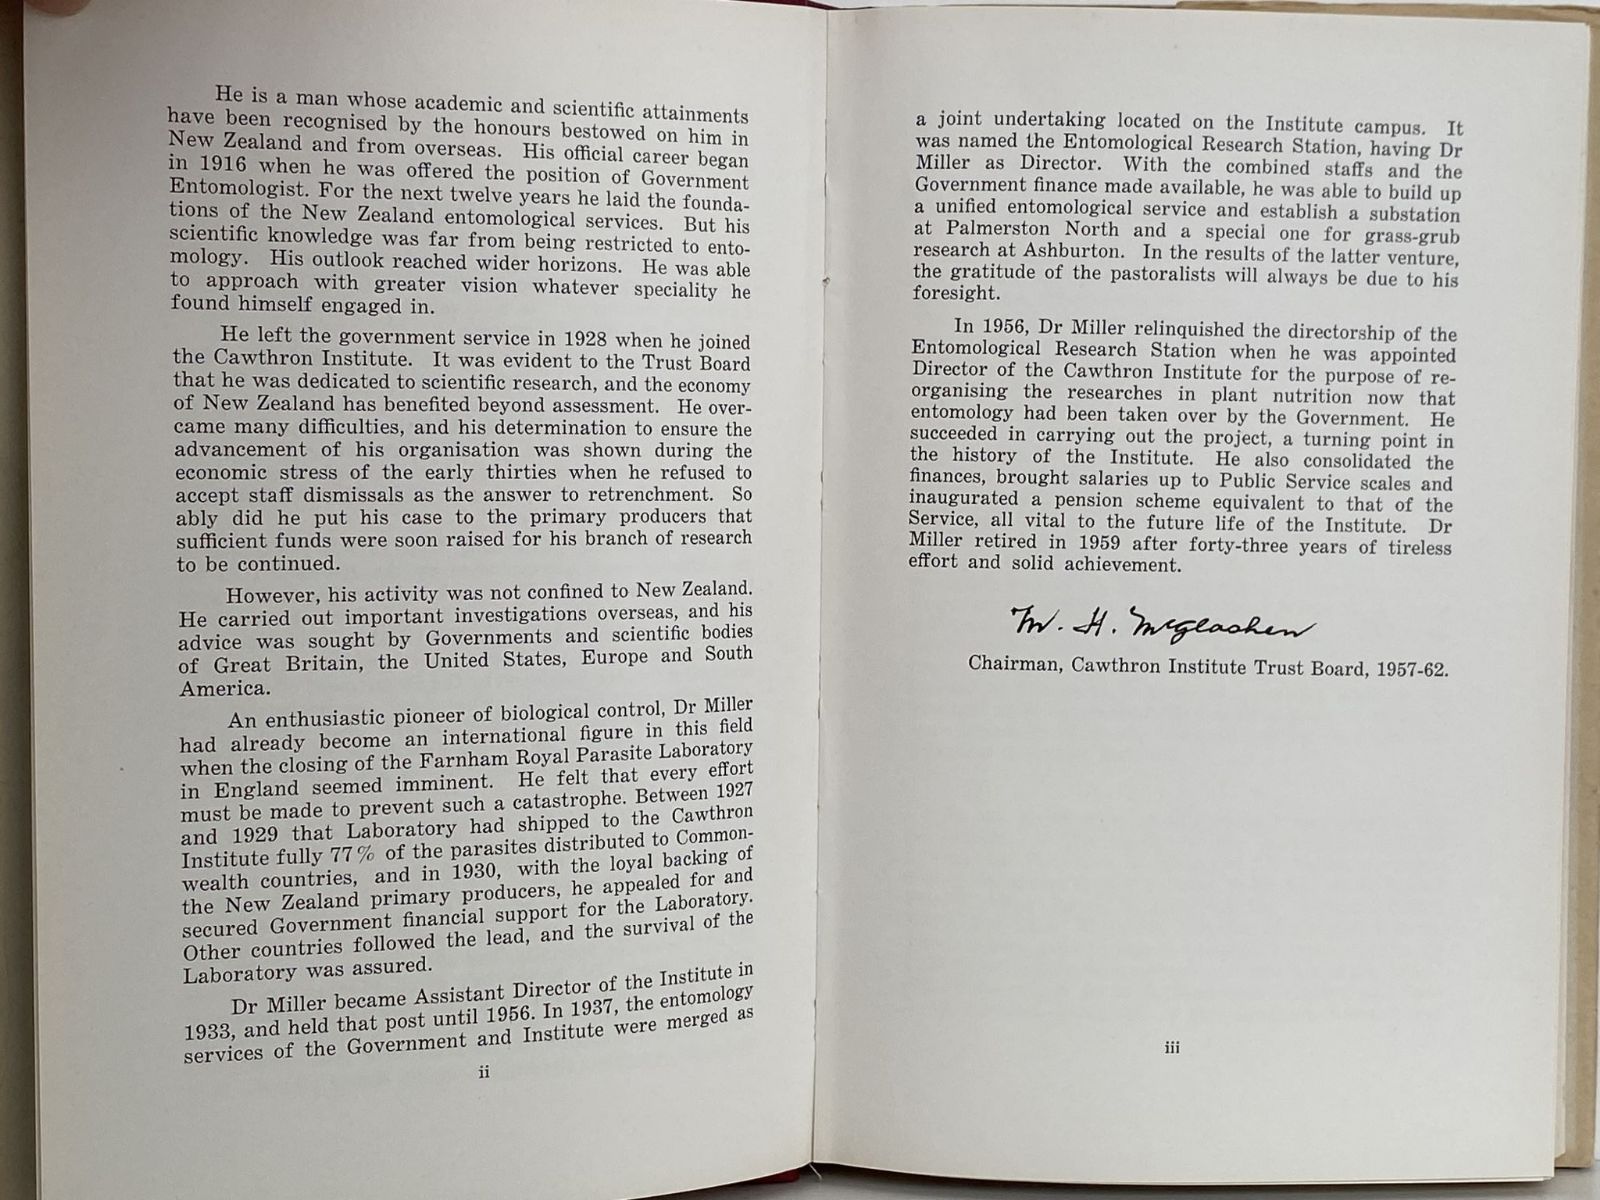 He is a man whose academic and scientific attainments
have been recognised by the honours bestowed on him in
New Zealand and from overseas. His official career began
in 1916 when he was offered the position of Government
Entomologist. For the next twelve years he laid the founda-
tions of the New Zealand entomological services. But his
scientific knowledge was far from being restricted to ento-
mology. His outlook reached wider horizons. He was able
to approach with greater vision whatever speciality he
found himself engaged in.
He left the government service in 1928 when he joined
the Cawthron Institute. It was evident to the Trust Board
that he was dedicated to scientific research, and the economy
of New Zealand has benefited beyond assessment. He over-
came many difficulties, and his determination to ensure the
advancement of his organisation was shown during the
economic stress of the early thirties when he refused to
accept staff dismissals as the answer to retrenchment. So
ably did he put his case to the primary producers that
sufficient funds were soon raised for his branch of research
to be continued.
However, his activity was not confined to New Zealand.
He carried out important investigations overseas, and his
advice was sought by Governments and scientific bodies
of Great Britain, the United States, Europe and South
America.
An enthusiastic pioneer of biological control, Dr Miller
had already become an international figure in this field
when the closing of the Farnham Royal Parasite Laboratory
in England seemed imminent. He felt that every effort
must be made to prevent such a catastrophe. Between 1927
and 1929 that Laboratory had shipped to the Cawthron
Institute fully 77% of the parasites distributed to Common-
wealth countries, and in 1930, with the loyal backing of
the New Zealand primary producers, he appealed for and
secured Government financial support for the Laboratory.
Other countries followed the lead, and the survival of the
Laboratory was assured.
Dr Miller became Assistant Director of the Institute in
1933, and held that post until 1956. In 1937, the entomology
services of the Government and Institute were merged as
ii
a joint undertaking located on the Institute campus. It
was named the Entomological Research Station, having Dr
Miller as Director. With the combined staffs and the
Government finance made available, he was able to build up
a unified entomological service and establish a substation
at Palmerston North and a special one for grass-grub
research at Ashburton. In the results of the latter venture,
the gratitude of the pastoralists will always be due to his
foresight.
In 1956, Dr Miller relinquished the directorship of the
Entomological Research Station when he was appointed
Director of the Cawthron Institute for the purpose of re-
organising the researches in plant nutrition now that
entomology had been taken over by the Government. He
succeeded in carrying out the project, a turning point in
the history of the Institute. He also consolidated the
finances, brought salaries up to Public Service scales and
inaugurated a pension scheme equivalent to that of the
Service, all vital to the future life of the Institute. Dr
Miller retired in 1959 after forty-three years of tireless
effort and solid achievement.
H. McGlashen
Chairman, Cawthron Institute Trust Board, 1957-62.
iii